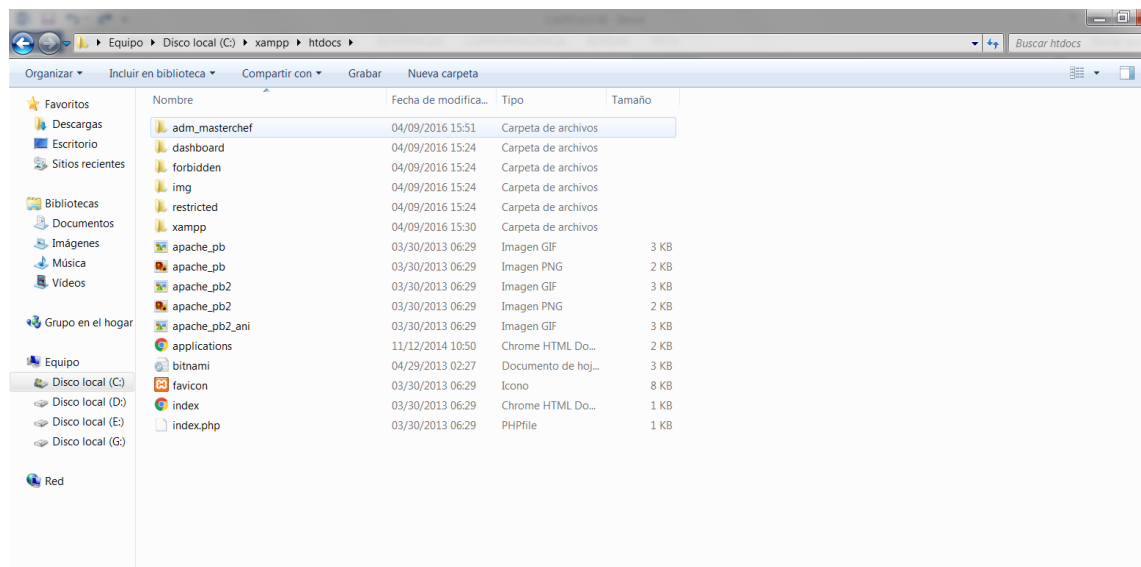 Equipo ▸ Disco local (C:) ▸ xampp ▸ htdocs ▸
Buscar htdocs
Organizar Incluir en biblioteca Compartir con Grabar Nueva carpeta
Favoritos
Descargas
Escritorio
Sitios recientes
Bibliotecas
Documentos
Imágenes
Música
Vídeos
Grupo en el hogar
Equipo
Disco local (C:)
Disco local (D:)
Disco local (E:)
Disco local (G:)
Red
Nombre Fecha de modifica... Tipo Tamaño
adm_masterchef 04/09/2016 15:51 Carpeta de archivos
dashboard 04/09/2016 15:24 Carpeta de archivos
forbidden 04/09/2016 15:24 Carpeta de archivos
img 04/09/2016 15:24 Carpeta de archivos
restricted 04/09/2016 15:24 Carpeta de archivos
xampp 04/09/2016 15:30 Carpeta de archivos
apache_pb 03/30/2013 06:29 Imagen GIF 3 KB
apache_pb 03/30/2013 06:29 Imagen PNG 2 KB
apache_pb2 03/30/2013 06:29 Imagen GIF 3 KB
apache_pb2 03/30/2013 06:29 Imagen PNG 2 KB
apache_pb2_ani 03/30/2013 06:29 Imagen GIF 3 KB
applications 11/12/2014 10:50 Chrome HTML Do... 2 KB
bitnami 04/29/2013 02:27 Documento de hoj... 3 KB
favicon 03/30/2013 06:29 Icono 8 KB
index 03/30/2013 06:29 Chrome HTML Do... 1 KB
index.php 03/30/2013 06:29 PHPfile 1 KB